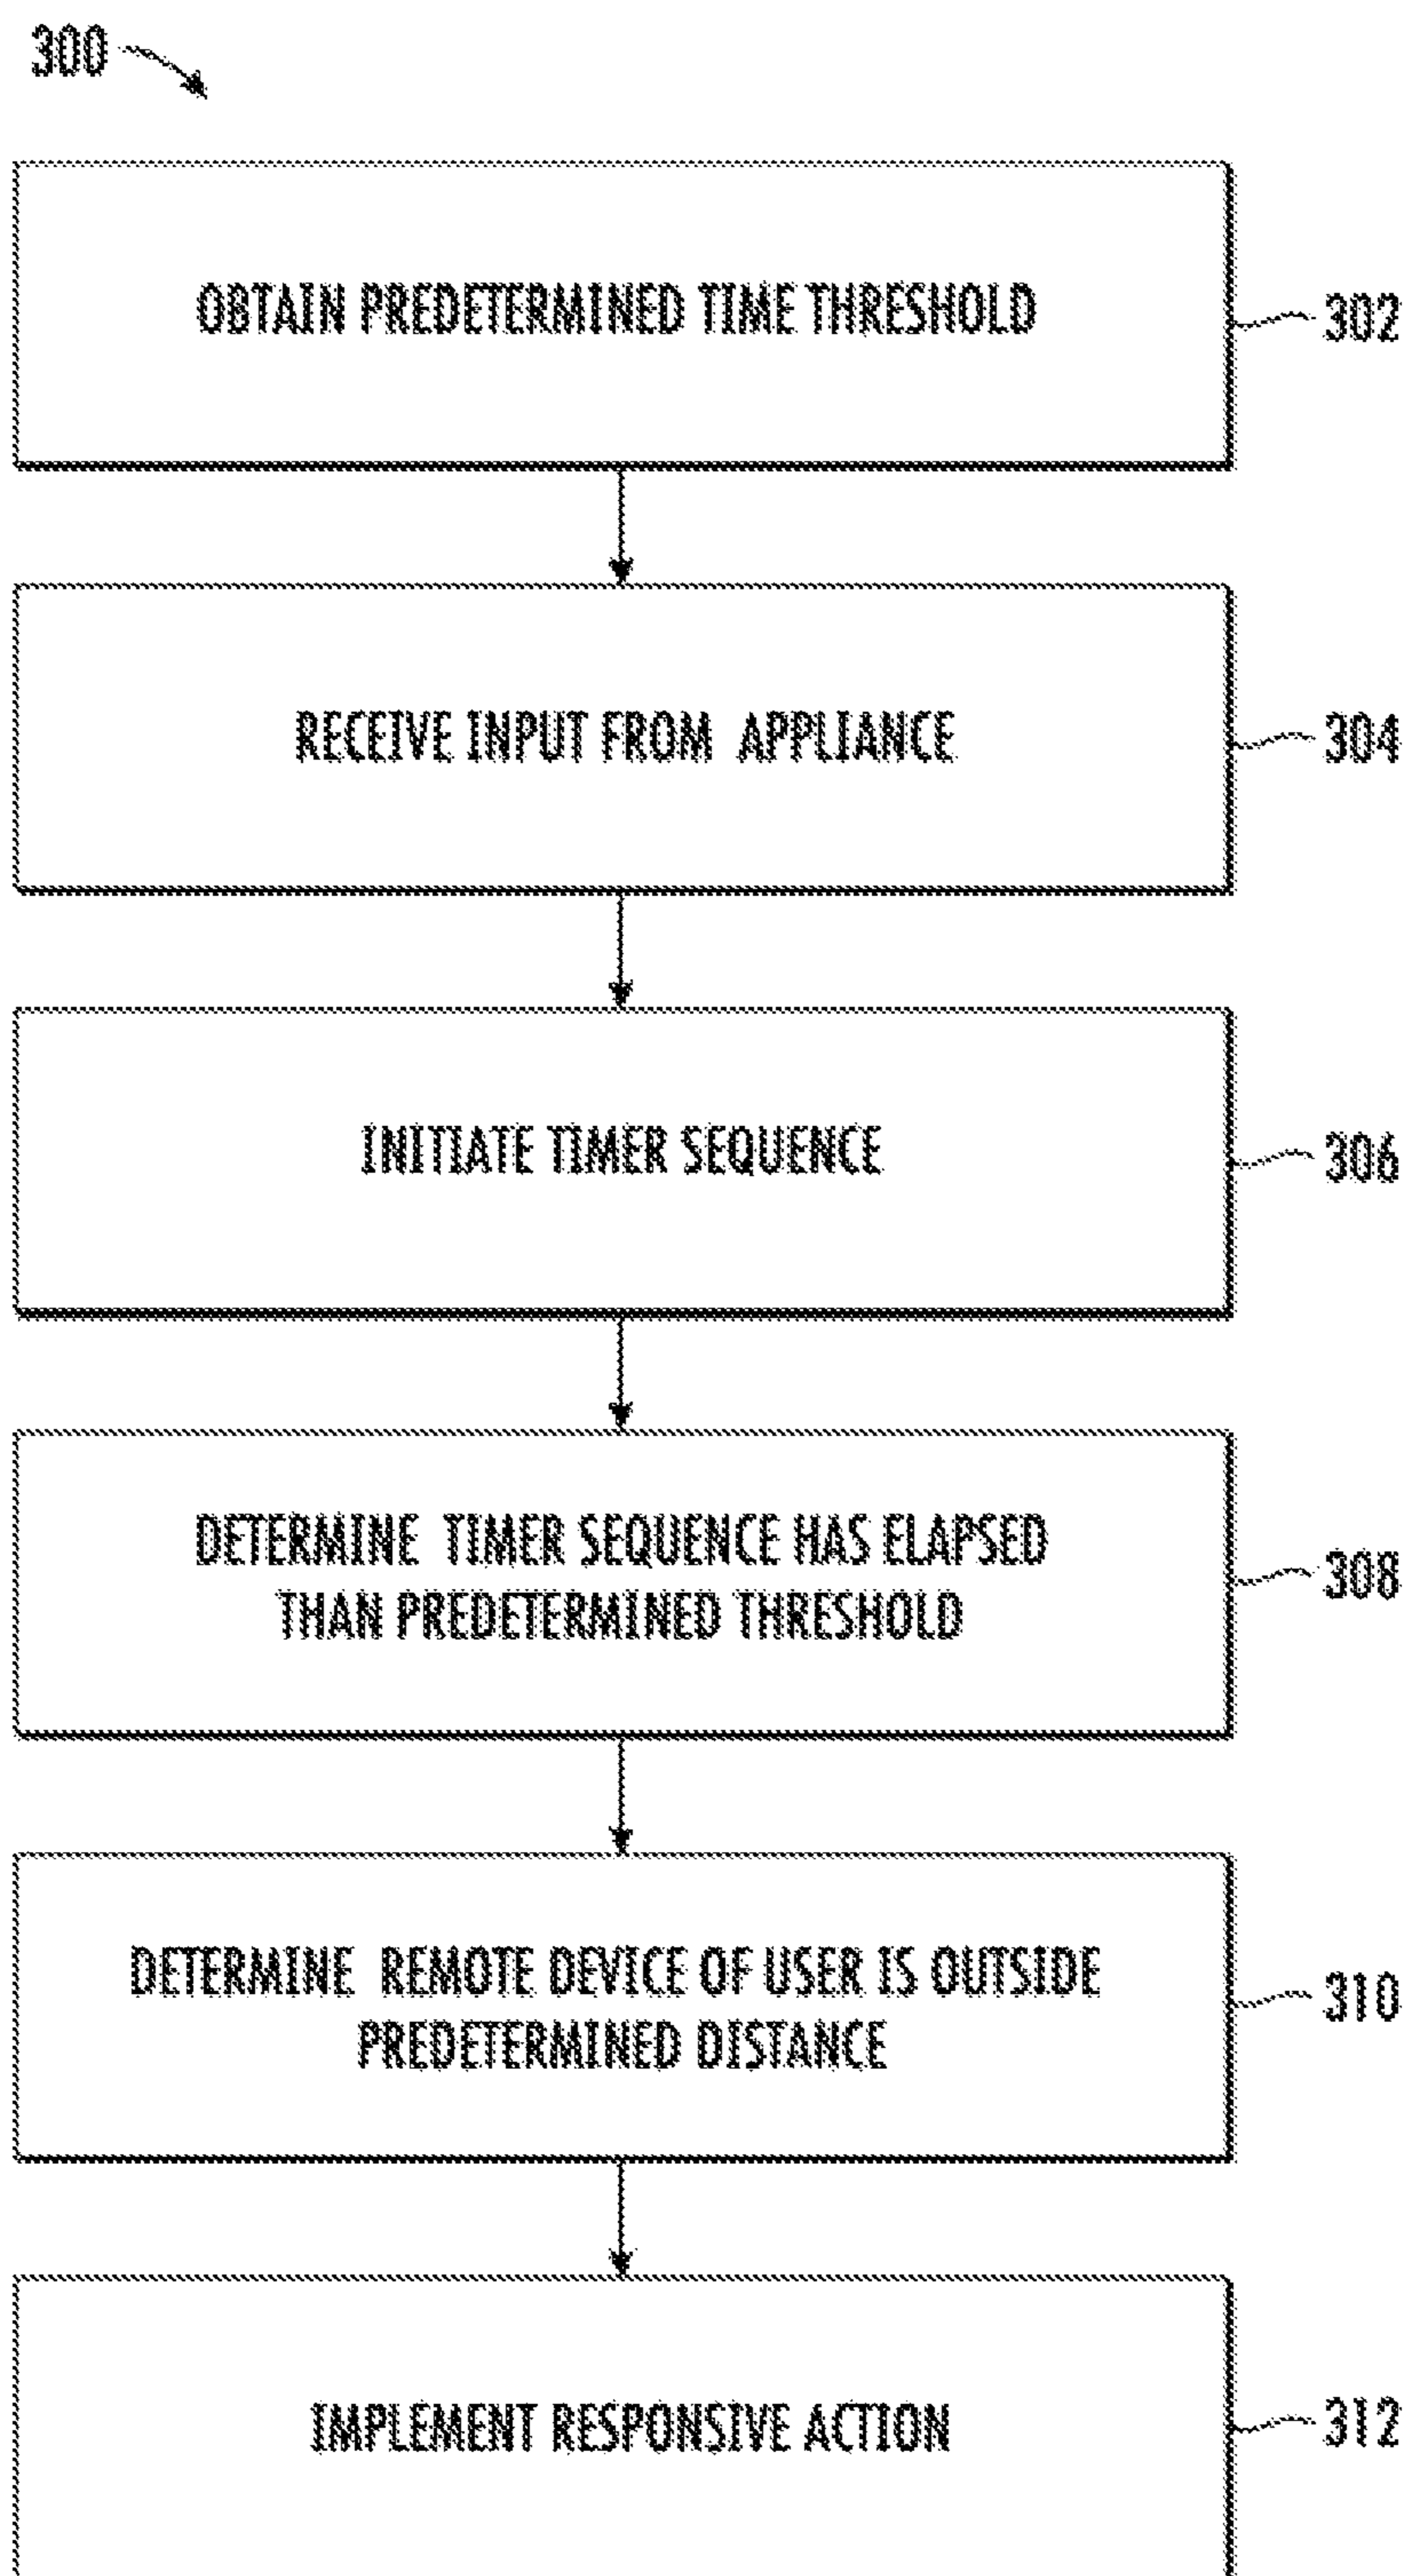 300
OBTAIN PREDETERMINED TIME THRESHOLD
302
RECEIVE INPUT FROM APPLIANCE
304
INITIATE TIMER SEQUENCE
306
DETERMINE TIMER SEQUENCE HAS ELAPSED
THAN PREDETERMINED THRESHOLD
308
DETERMINE REMOTE DEVICE OF USER IS OUTSIDE
PREDETERMINED DISTANCE
310
IMPLEMENT RESPONSIVE ACTION
312